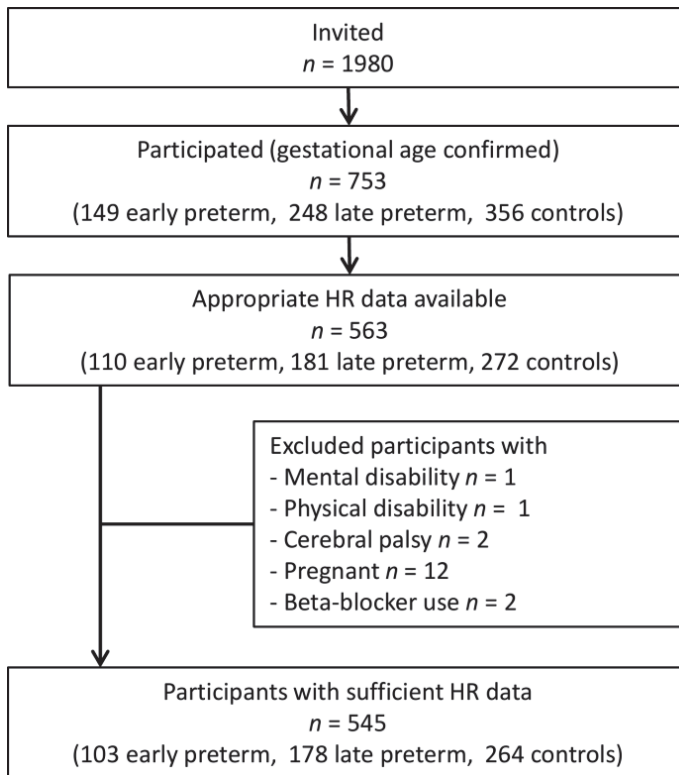 Invited
n = 1980
Participated (gestational age confirmed)
n = 753
(149 early preterm, 248 late preterm, 356 controls)
Appropriate HR data available
n = 563
(110 early preterm, 181 late preterm, 272 controls)
Excluded participants with
- Mental disability n = 1
- Physical disability n = 1
- Cerebral palsy n = 2
- Pregnant n = 12
- Beta-blocker use n = 2
Participants with sufficient HR data
n = 545
(103 early preterm, 178 late preterm, 264 controls)